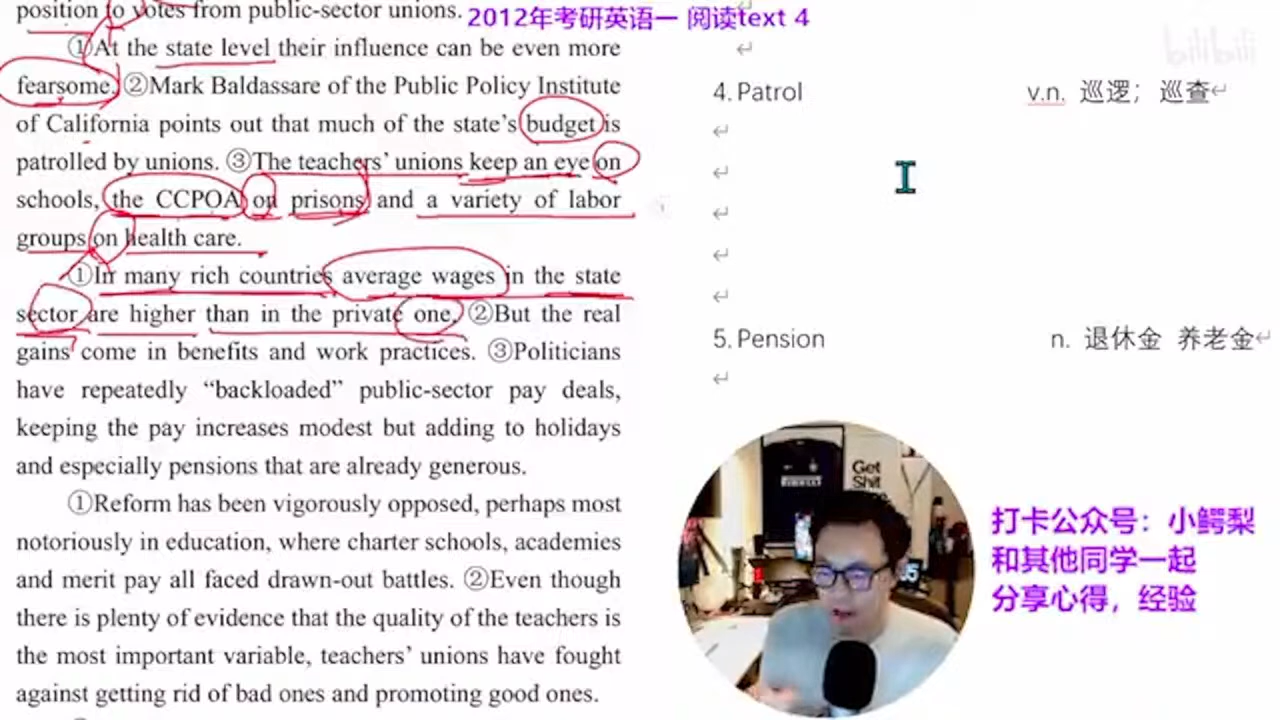 position to votes from public-sector unions.
2012年考研英语一 阅读text 4
①At the state level their influence can be even more
fearsome. ②Mark Baldassare of the Public Policy Institute
of California points out that much of the state's budget is
patrolled by unions. ③The teachers' unions keep an eye on
schools, the CCPOA on prisons and a variety of labor
groups on health care.
①In many rich countries average wages in the state
sector are higher than in the private one. ②But the real
gains come in benefits and work practices. ③Politicians
have repeatedly “backloaded” public-sector pay deals,
keeping the pay increases modest but adding to holidays
and especially pensions that are already generous.
①Reform has been vigorously opposed, perhaps most
notoriously in education, where charter schools, academies
and merit pay all faced drawn-out battles. ②Even though
there is plenty of evidence that the quality of the teachers is
the most important variable, teachers' unions have fought
against getting rid of bad ones and promoting good ones.
bilibili
4. Patrol v.n. 巡逻；巡查
5. Pension n. 退休金 养老金
Get
Shit
打卡公众号：小鳄梨
和其他同学一起
分享心得，经验